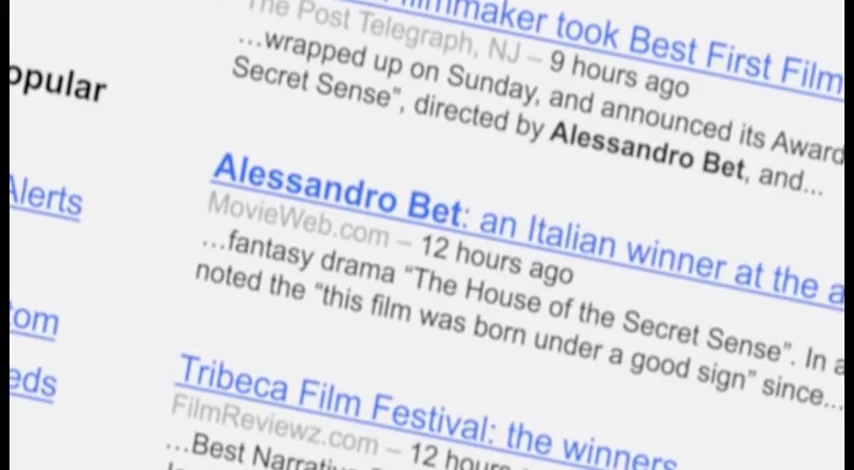 filmmaker took Best First Film
The Post Telegraph, NJ – 9 hours ago
...wrapped up on Sunday, and announced its Award
Secret Sense”, directed by Alessandro Bet, and...
opular
Alessandro Bet: an Italian winner at the a
MovieWeb.com – 12 hours ago
...fantasy drama “The House of the Secret Sense”. In a
noted the “this film was born under a good sign” since...
Alerts
tom
eds
Tribeca Film Festival: the winners
FilmReviewz.com – 12 hours
...Best Narrative